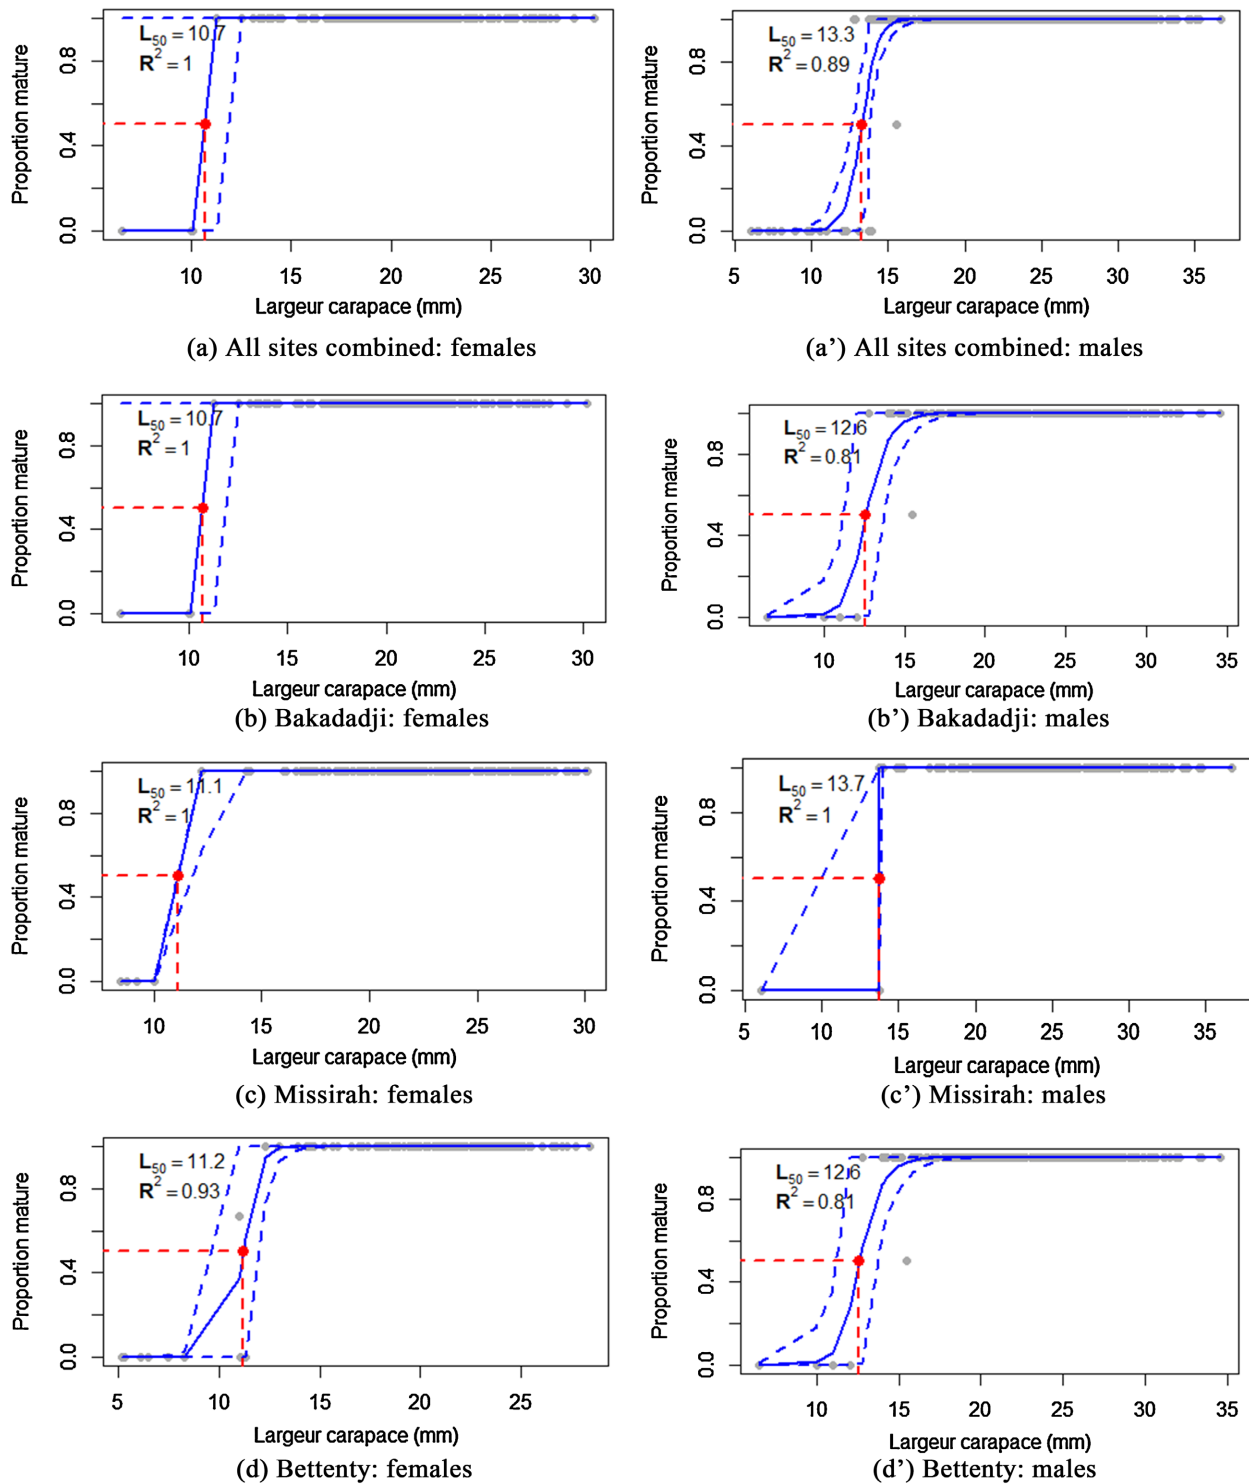 L50 = 10.7
R2 = 1
Proportion mature
0.0
0.4
0.8
10 15 20 25 30
Largeur carapace (mm)
(a) All sites combined: females
L50 = 13.3
R2 = 0.89
Proportion mature
0.0
0.4
0.8
5 10 15 20 25 30 35
Largeur carapace (mm)
(a’) All sites combined: males
L50 = 10.7
R2 = 1
Proportion mature
0.0
0.4
0.8
10 15 20 25 30
Largeur carapace (mm)
(b) Bakadadji: females
L50 = 12.6
R2 = 0.81
Proportion mature
0.0
0.4
0.8
10 15 20 25 30 35
Largeur carapace (mm)
(b’) Bakadadji: males
L50 = 11.1
R2 = 1
Proportion mature
0.0
0.4
0.8
10 15 20 25 30
Largeur carapace (mm)
(c) Missirah: females
L50 = 13.7
R2 = 1
Proportion mature
0.0
0.4
0.8
5 10 15 20 25 30 35
Largeur carapace (mm)
(c’) Missirah: males
L50 = 11.2
R2 = 0.93
Proportion mature
0.0
0.4
0.8
5 10 15 20 25
Largeur carapace (mm)
(d) Bettenty: females
L50 = 12.6
R2 = 0.81
Proportion mature
0.0
0.4
0.8
10 15 20 25 30 35
Largeur carapace (mm)
(d’) Bettenty: males